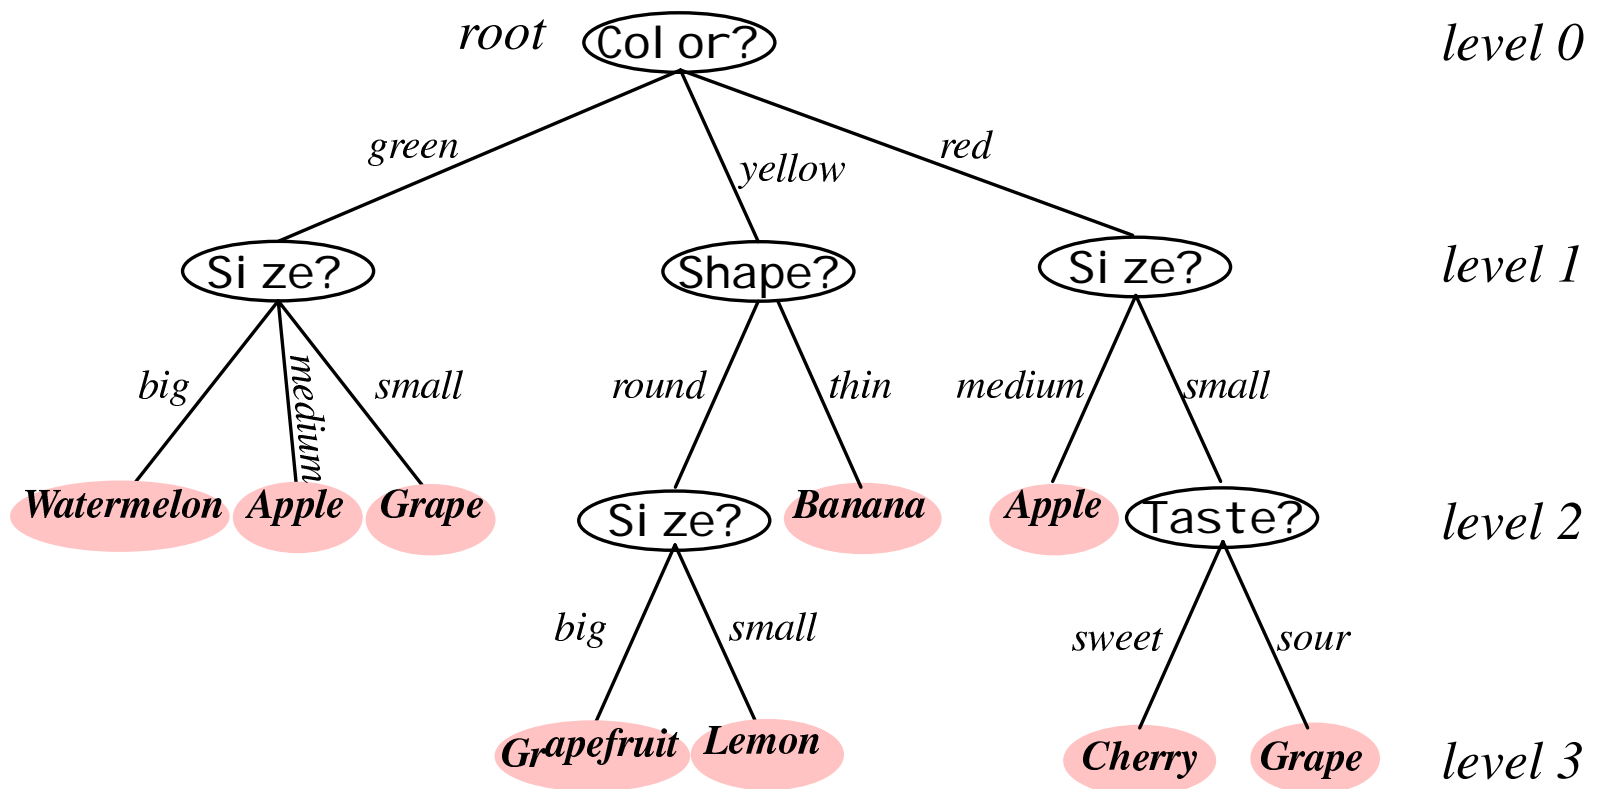 root Color? level 0
green yellow red
Size? Shape? Size? level 1
big medium small round thin medium small
Watermelon Apple Grape Size? Banana Apple Taste? level 2
big small sweet sour
Grapefruit Lemon Cherry Grape level 3